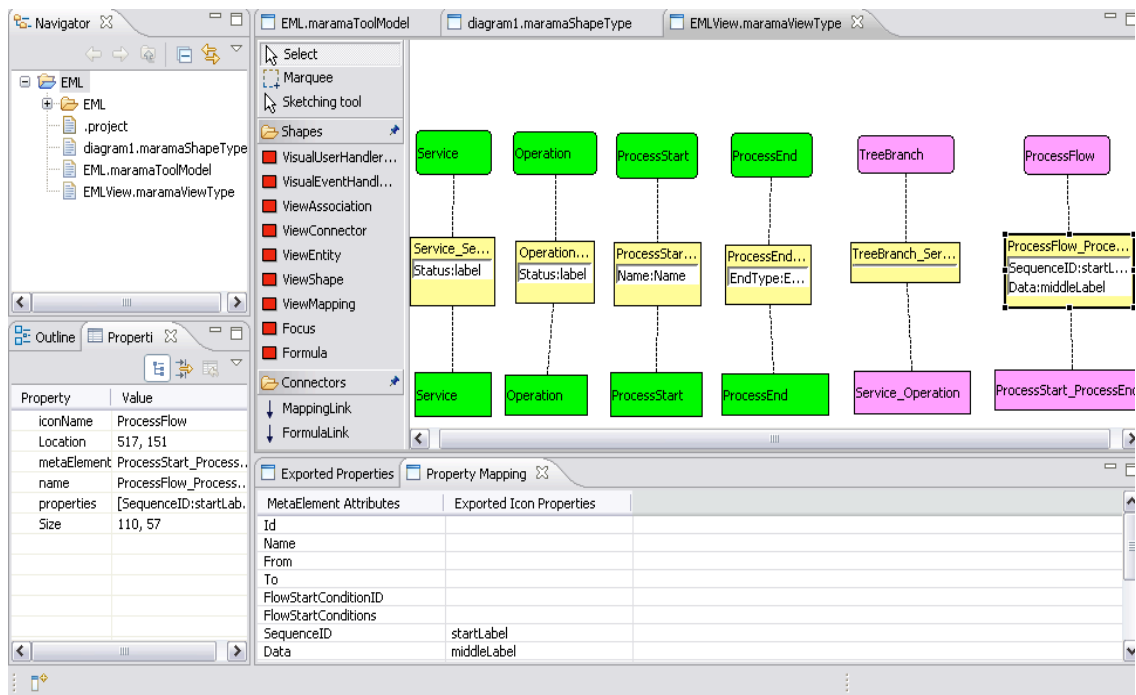 Navigator
EML
EML
.project
diagram1.maramaShapeType
EML.maramaToolModel
EMLView.maramaViewType
Outline
Properti
Property Value
iconName ProcessFlow
Location 517, 151
metaElement ProcessStart_Process..
name ProcessFlow_Process..
properties [SequenceID:startLab.
Size 110, 57
EML.maramaToolModel diagram1.maramaShapeType EMLView.maramaViewType
Select
Marquee
Sketching tool
Shapes
VisualUserHandler...
VisualEventHandl...
ViewAssociation
ViewConnector
ViewEntity
ViewShape
ViewMapping
Focus
Formula
Connectors
MappingLink
FormulaLink
Service Operation ProcessStart ProcessEnd TreeBranch ProcessFlow
Service_Se... Operation... ProcessStar... ProcessEnd... TreeBranch_Ser... ProcessFlow_Proce...
Status:label Status:label Name:Name EndType:E... SequenceID:startL...
Data:middleLabel
Service Operation ProcessStart ProcessEnd Service_Operation ProcessStart_ProcessEnd
Exported Properties Property Mapping
MetaElement Attributes Exported Icon Properties
Id
Name
From
To
FlowStartConditionID
FlowStartConditions
SequenceID startLabel
Data middleLabel